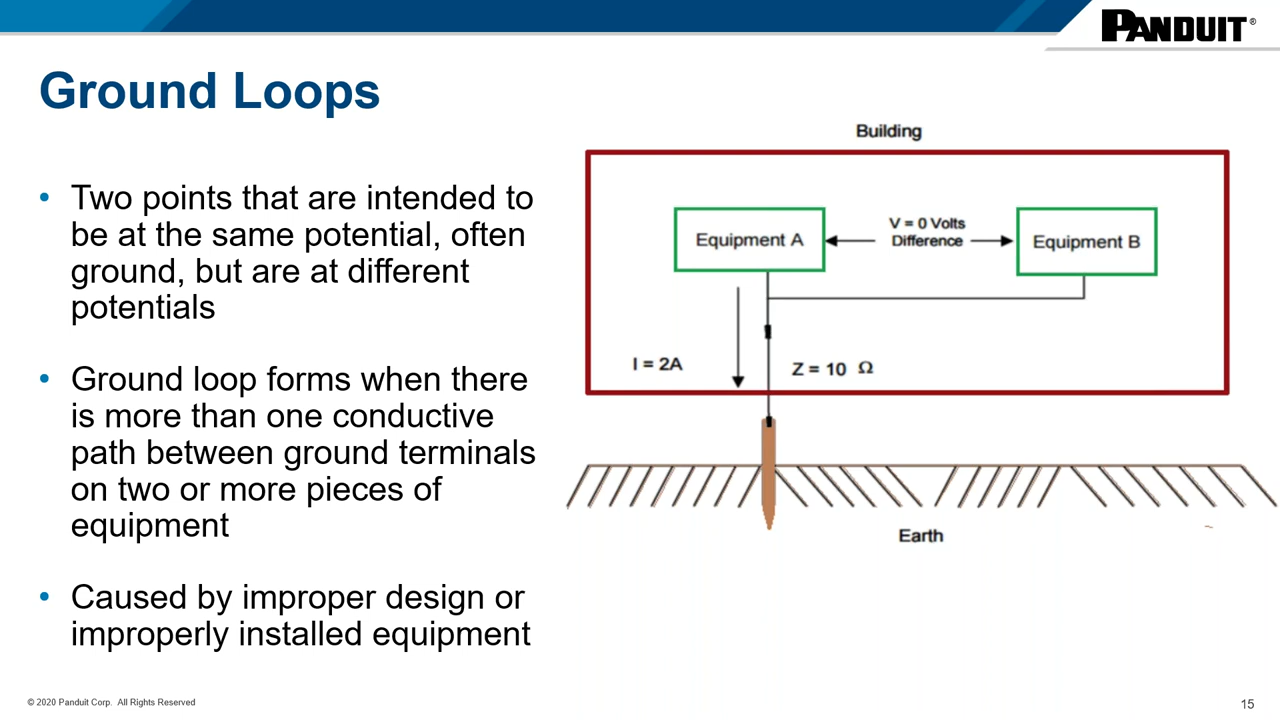 PANDUIT®
Ground Loops
• Two points that are intended to
be at the same potential, often
ground, but are at different
potentials
• Ground loop forms when there
is more than one conductive
path between ground terminals
on two or more pieces of
equipment
• Caused by improper design or
improperly installed equipment
Building
Equipment A
V = 0 Volts
Difference
Equipment B
I = 2A
Z = 10 Ω
Earth
© 2020 Panduit Corp. All Rights Reserved
15